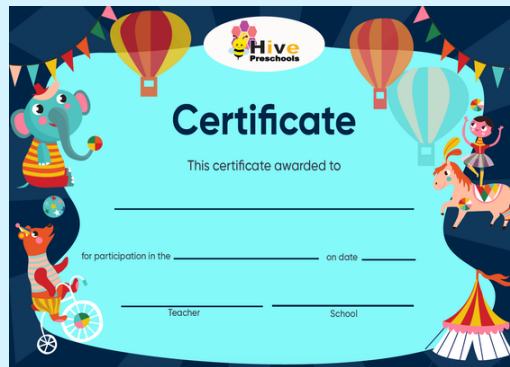 Hive
Preschools
Certificate
This certificate awarded to
for participation in the on date
Teacher School